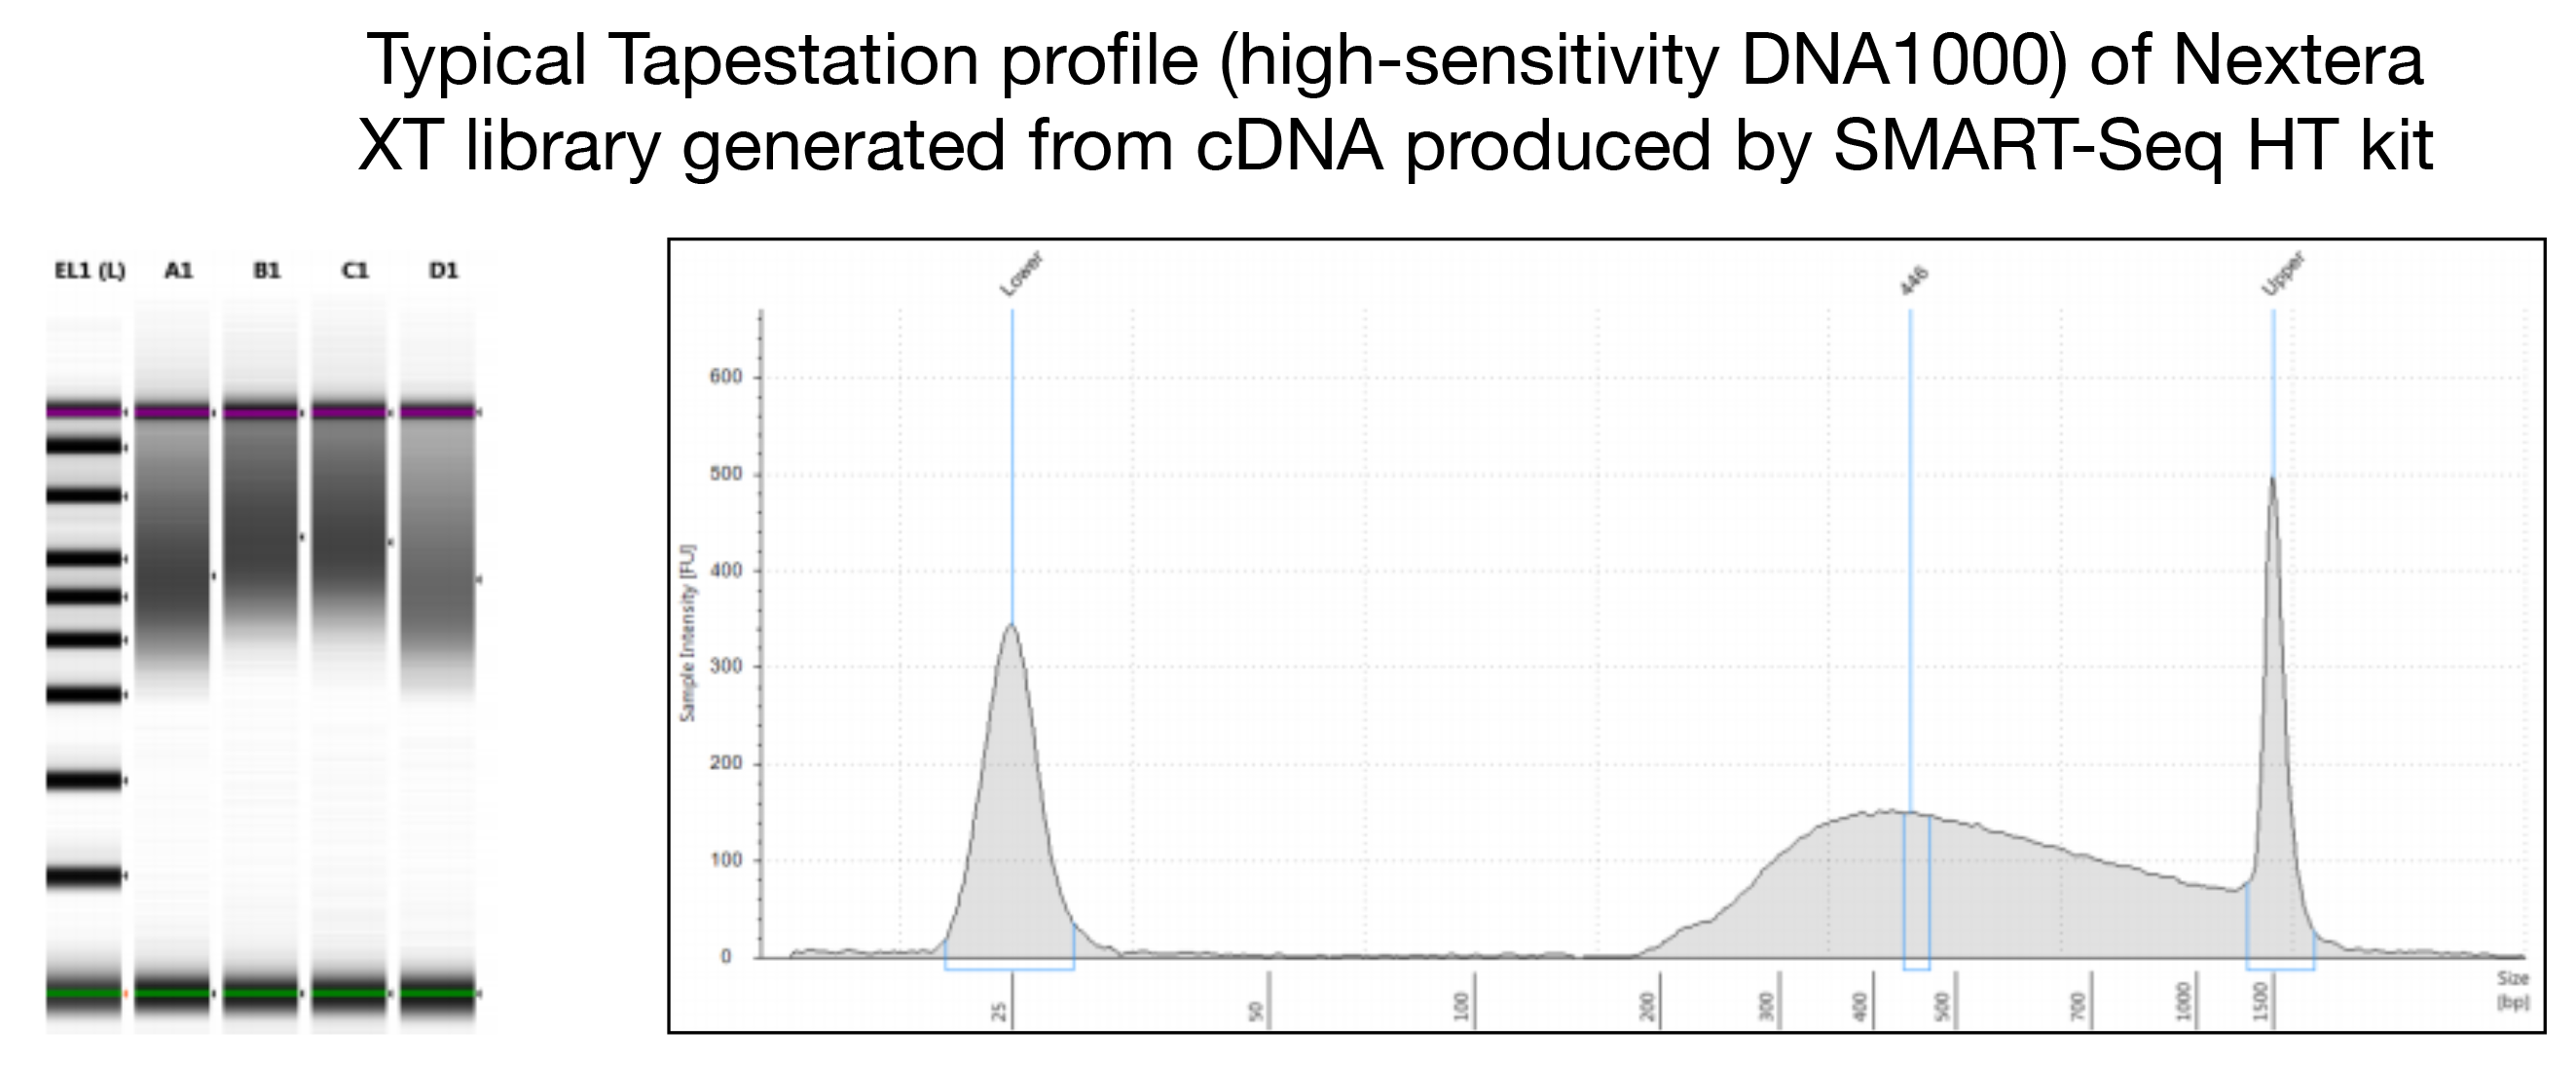 Typical Tapestation profile (high-sensitivity DNA1000) of Nextera
XT library generated from cDNA produced by SMART-Seq HT kit
EL1 (L) A1 B1 C1 D1
Lower 446 Upper
Sample Intensity [FU]
600
500
400
300
200
100
0
25 50 100 200 300 400 500 700 1000 1500
Size
[bp]